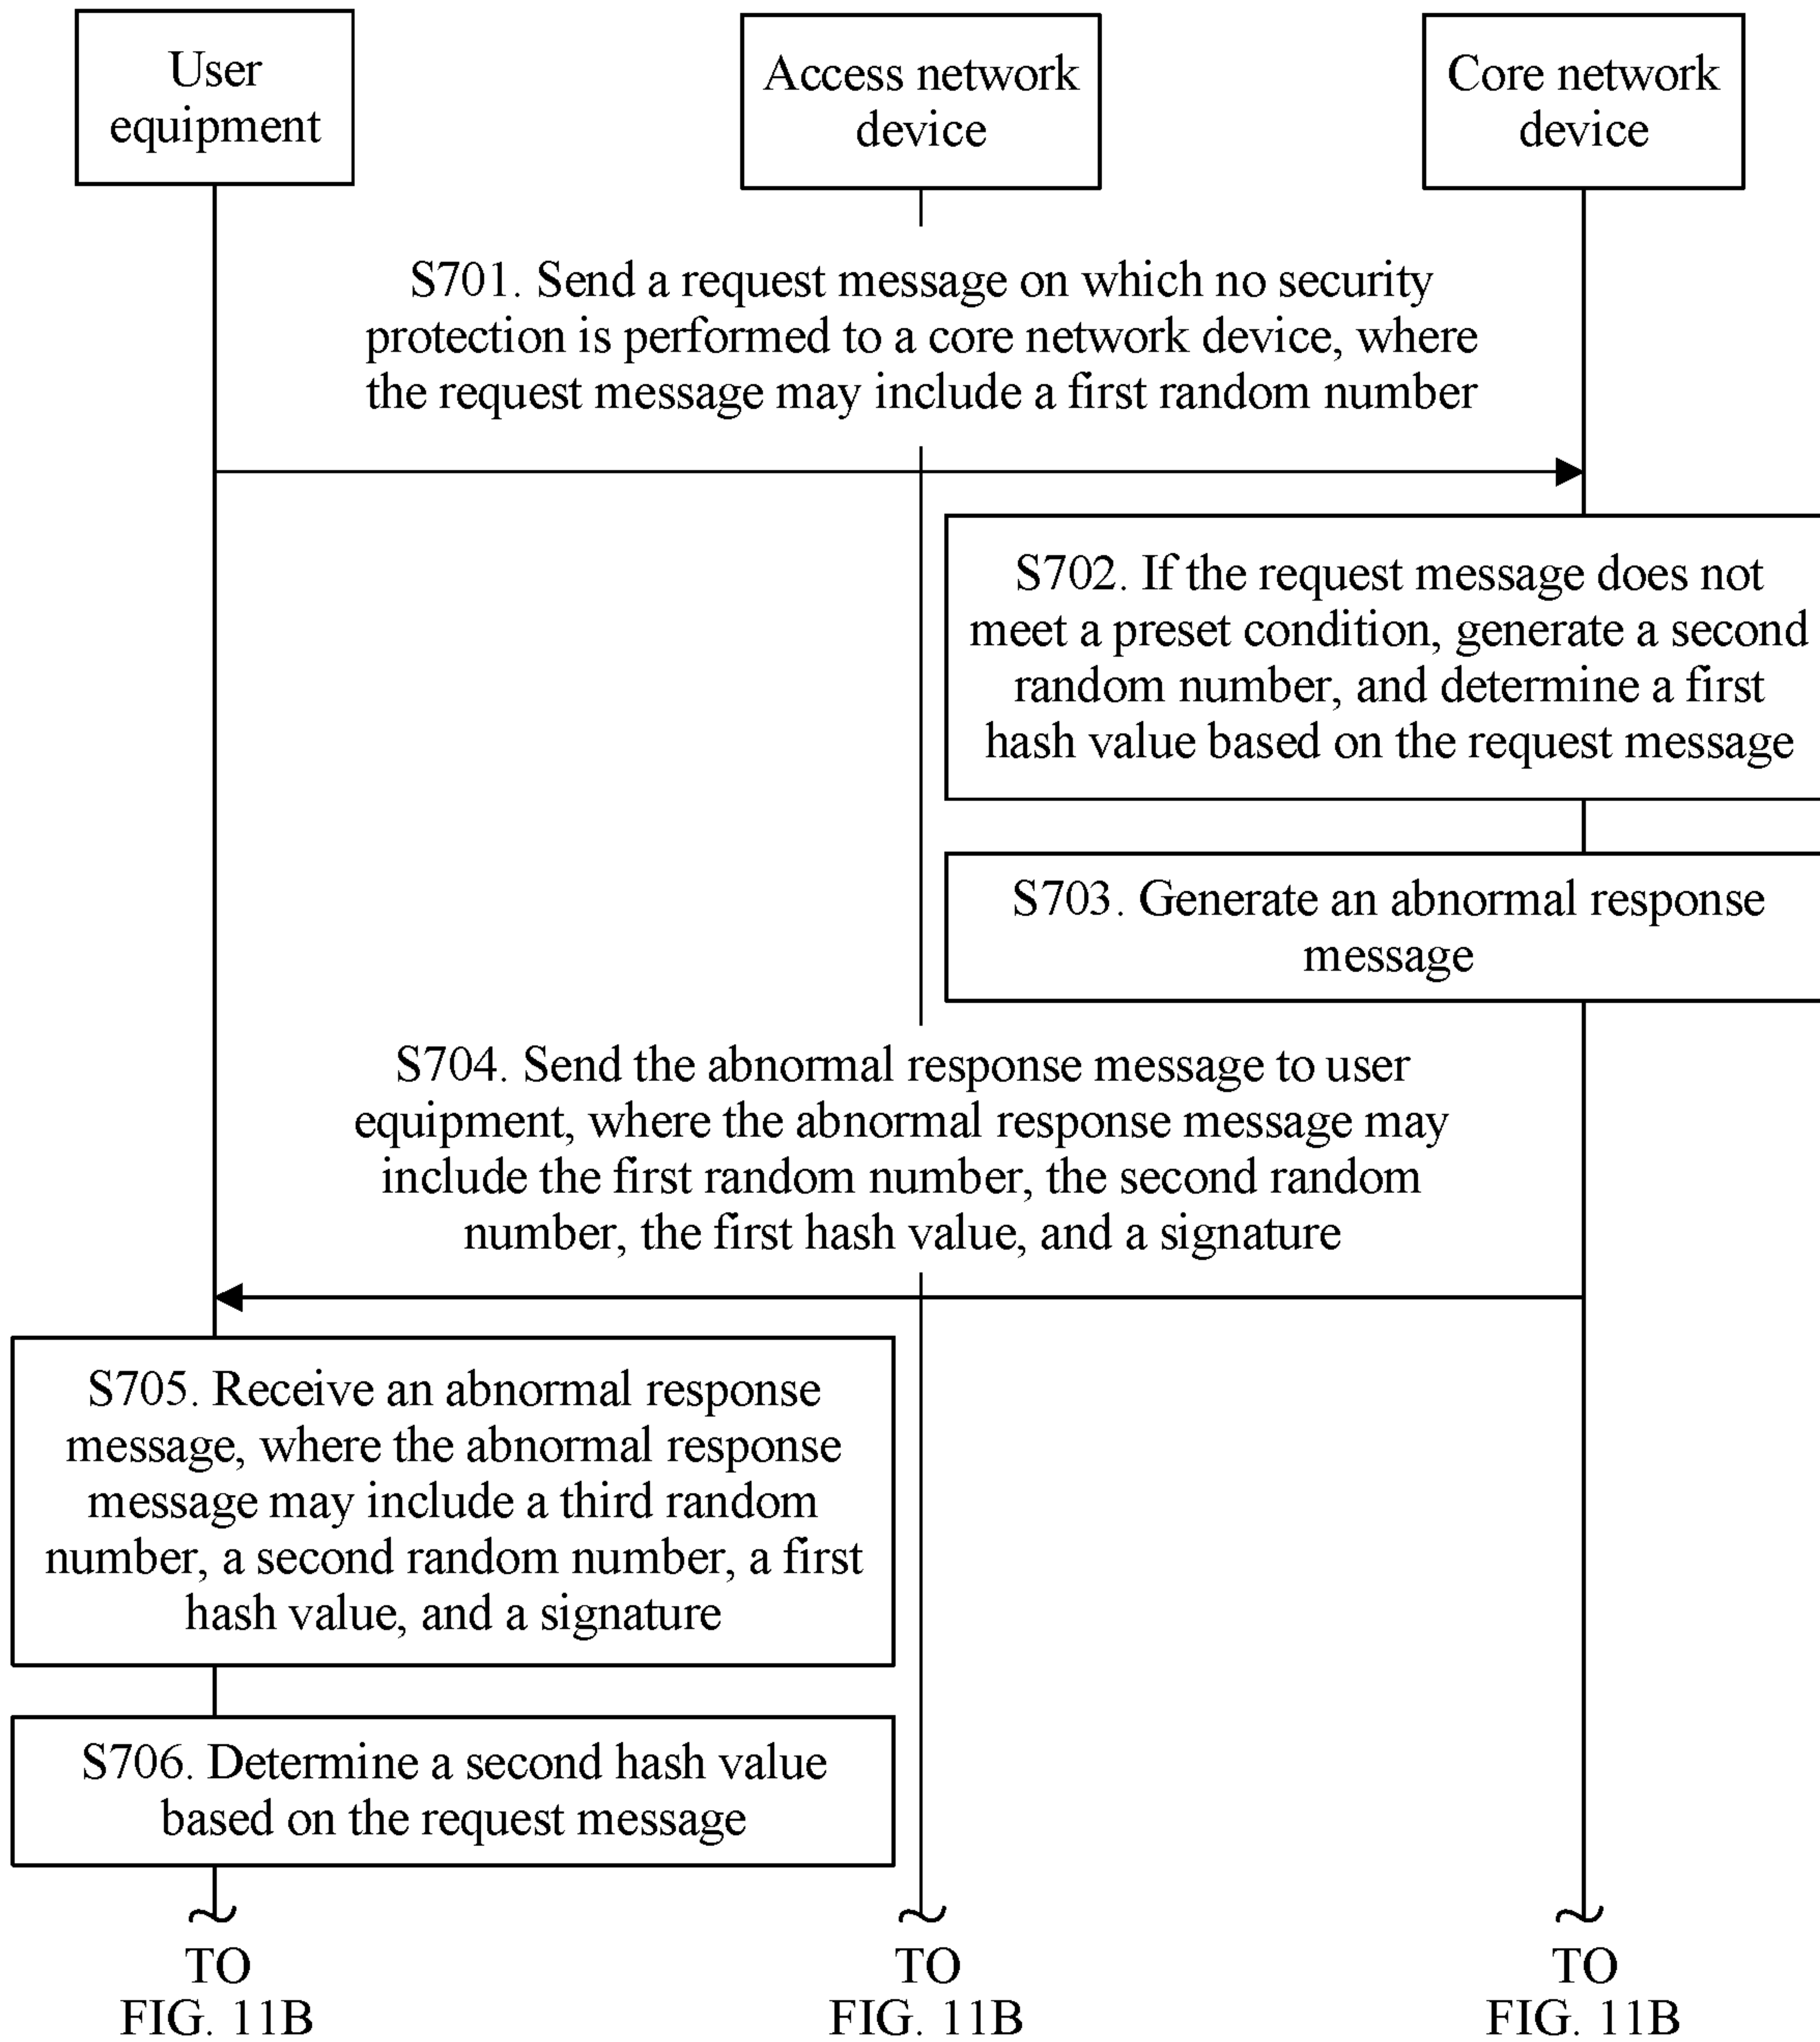 User
equipment
Access network
device
Core network
device
S701. Send a request message on which no security
protection is performed to a core network device, where
the request message may include a first random number
S702. If the request message does not
meet a preset condition, generate a second
random number, and determine a first
hash value based on the request message
S703. Generate an abnormal response
message
S704. Send the abnormal response message to user
equipment, where the abnormal response message may
include the first random number, the second random
number, the first hash value, and a signature
S705. Receive an abnormal response
message, where the abnormal response
message may include a third random
number, a second random number, a first
hash value, and a signature
S706. Determine a second hash value
based on the request message
TO
FIG. 11B
TO
FIG. 11B
TO
FIG. 11B